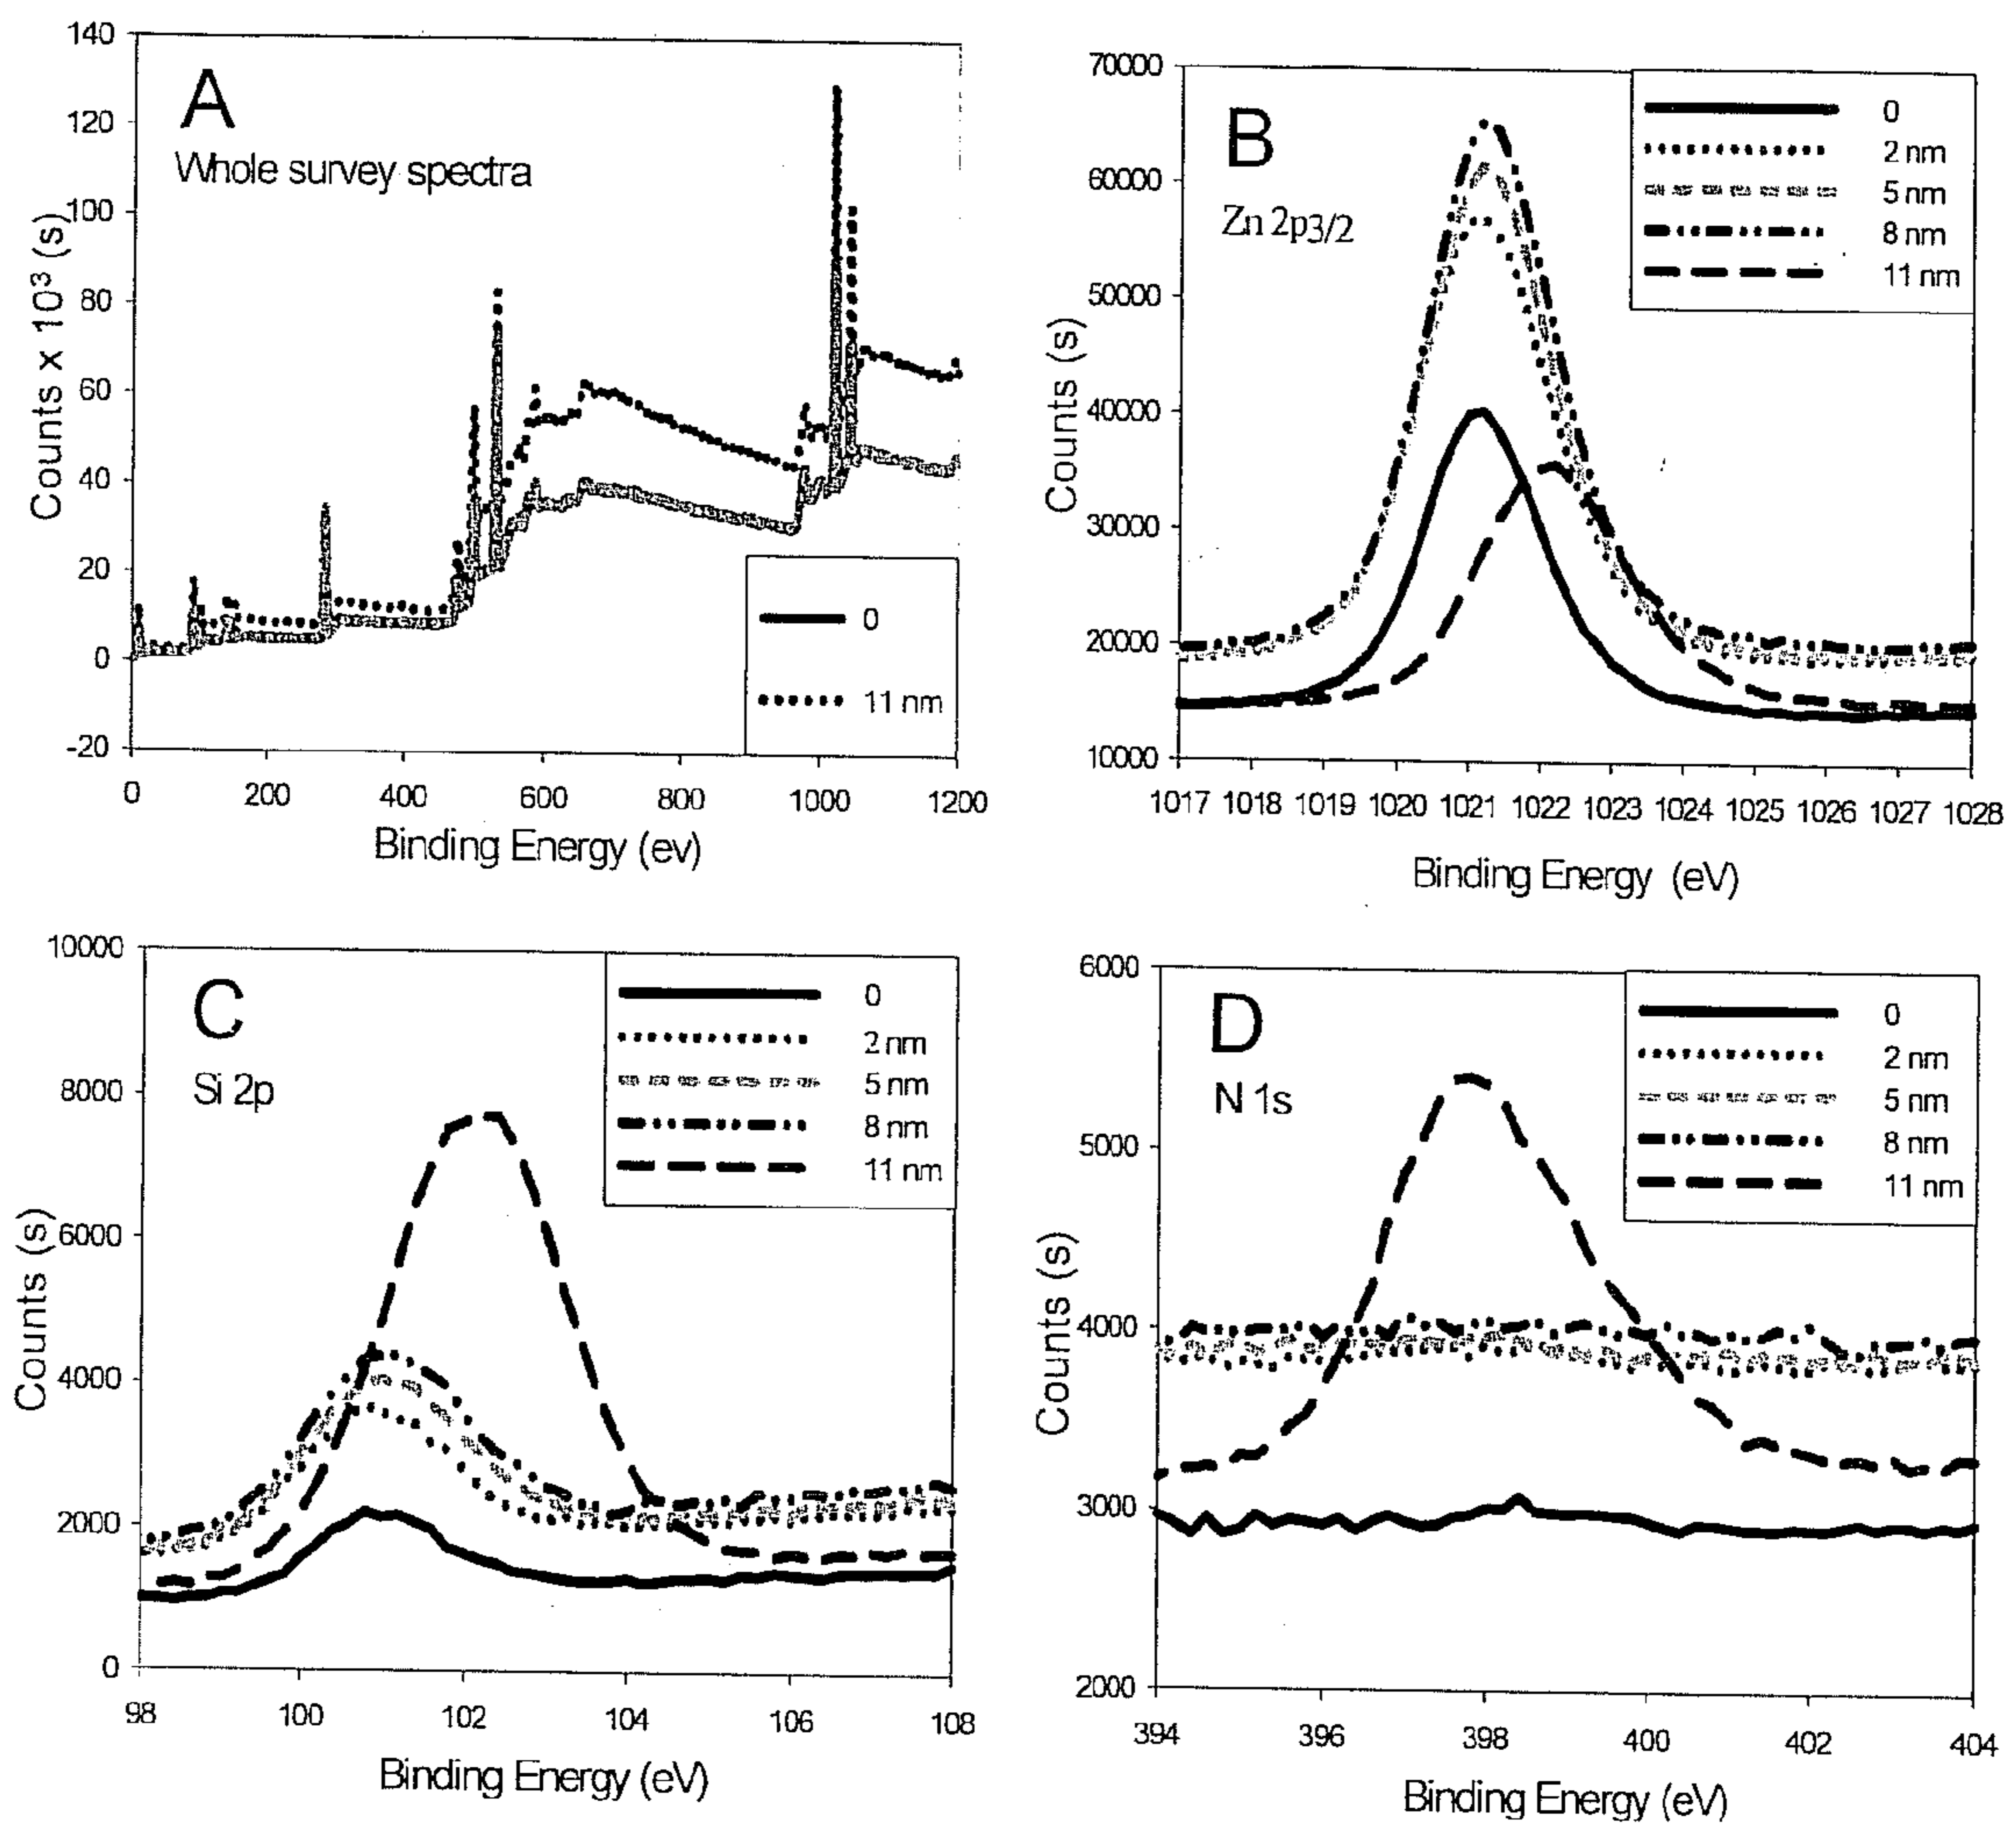 A
Whole survey spectra
140
120
100
80
60
40
20
0
-20
Counts x 10³ (s)
0
11 nm
0 200 400 600 800 1000 1200
Binding Energy (ev)
B
Zn 2p3/2
70000
60000
50000
40000
30000
20000
10000
Counts (s)
0
2 nm
5 nm
8 nm
11 nm
1017 1018 1019 1020 1021 1022 1023 1024 1025 1026 1027 1028
Binding Energy (eV)
C
Si 2p
10000
8000
6000
4000
2000
0
Counts (s)
0
2 nm
5 nm
8 nm
11 nm
98 100 102 104 106 108
Binding Energy (eV)
D
N 1s
6000
5000
4000
3000
2000
Counts (s)
0
2 nm
5 nm
8 nm
11 nm
394 396 398 400 402 404
Binding Energy (eV)